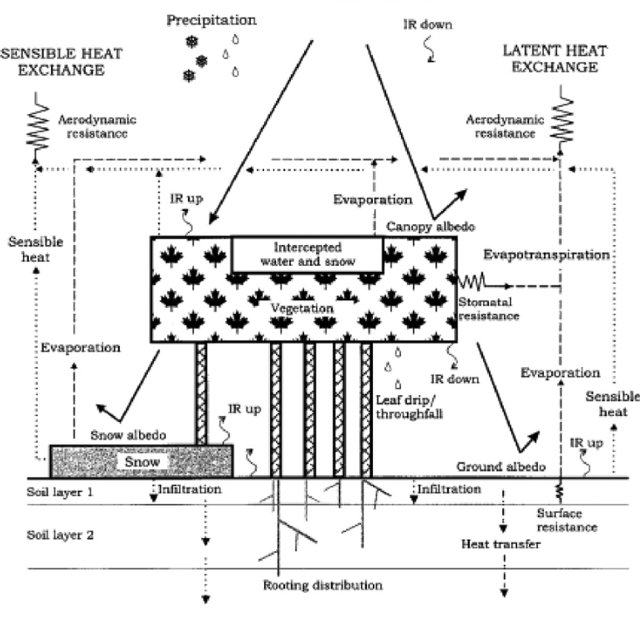 Precipitation
IR down
SENSIBLE HEAT
EXCHANGE
LATENT HEAT
EXCHANGE
Aerodynamic
resistance
Aerodynamic
resistance
IR up
Evaporation
Canopy albedo
Sensible
heat
Intercepted
water and snow
Evapotranspiration
Vegetation
Stomatal
resistance
Evaporation
IR down
Evaporation
Leaf drip/
throughfall
Sensible
heat
IR up
Snow albedo
IR up
Snow
Ground albedo
Soil layer 1
Infiltration
Infiltration
Surface
resistance
Soil layer 2
Heat transfer
Rooting distribution